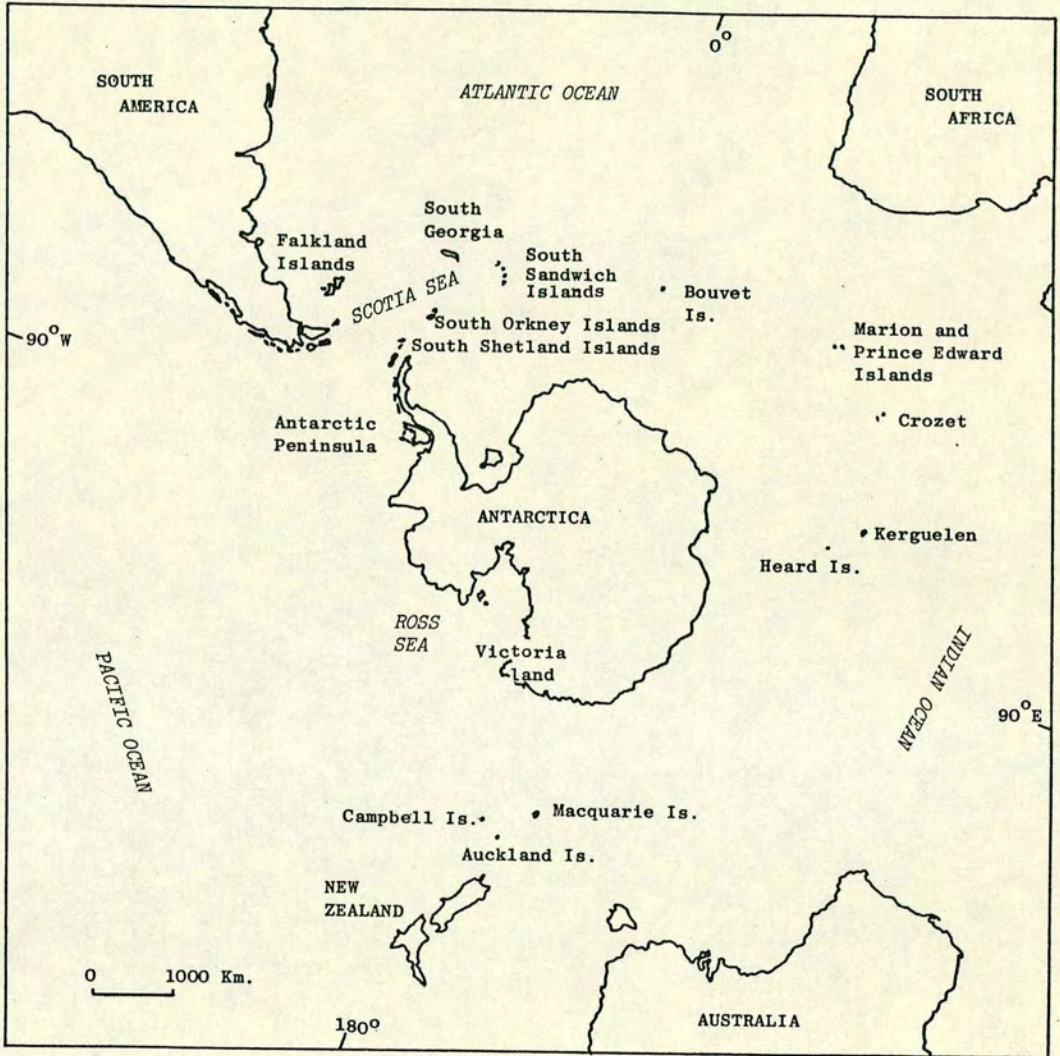 0°
SOUTH
AMERICA
ATLANTIC OCEAN
SOUTH
AFRICA
South
Georgia
Falkland
Islands
SCOTIA SEA
South
Sandwich
Islands
Bouvet
Is.
90°W
South Orkney Islands
South Shetland Islands
Marion and
Prince Edward
Islands
Antarctic
Peninsula
Crozet
ANTARCTICA
Kerguelen
Heard Is.
ROSS
SEA
Victoria
Land
PACIFIC OCEAN
INDIAN OCEAN
90°E
Campbell Is.
Macquarie Is.
Auckland Is.
NEW
ZEALAND
0 1000 Km.
180°
AUSTRALIA